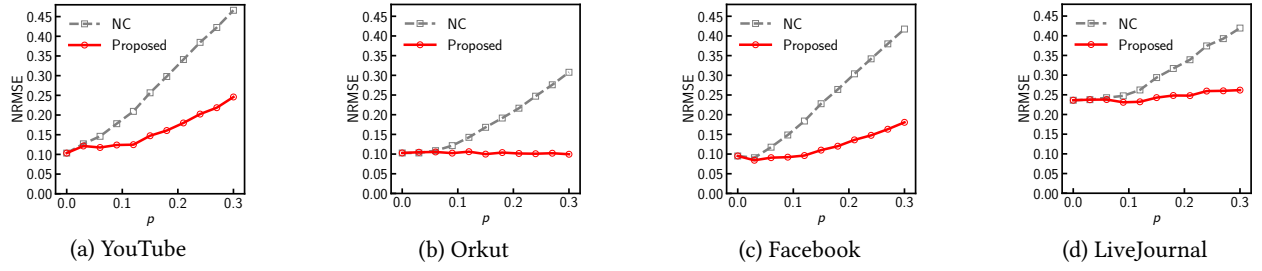 NRMSE
0.45
0.40
0.35
0.30
0.25
0.20
0.15
0.10
0.05
0.00
NC
Proposed
0.0 0.1 0.2 0.3
p
(a) YouTube
NRMSE
0.45
0.40
0.35
0.30
0.25
0.20
0.15
0.10
0.05
0.00
NC
Proposed
0.0 0.1 0.2 0.3
p
(b) Orkut
NRMSE
0.45
0.40
0.35
0.30
0.25
0.20
0.15
0.10
0.05
0.00
NC
Proposed
0.0 0.1 0.2 0.3
p
(c) Facebook
NRMSE
0.45
0.40
0.35
0.30
0.25
0.20
0.15
0.10
0.05
0.00
NC
Proposed
0.0 0.1 0.2 0.3
p
(d) LiveJournal